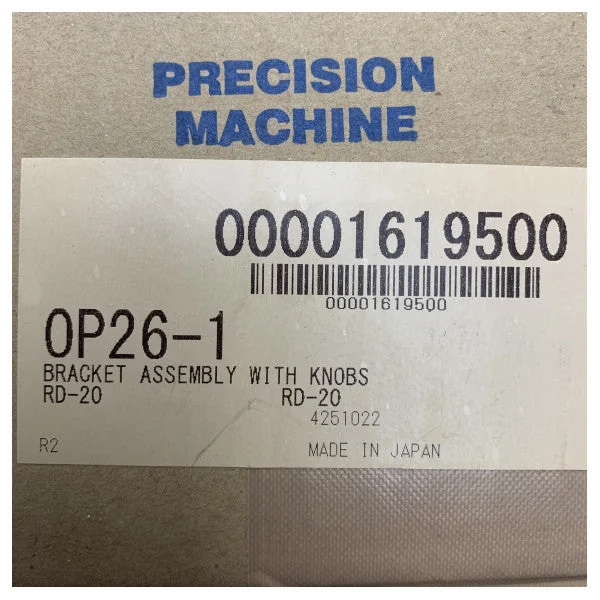 PRECISION
MACHINE
00001619500
00001619500
OP26-1
BRACKET ASSEMBLY WITH KNOBS
RD-20 RD-20
4251022
R2 MADE IN JAPAN